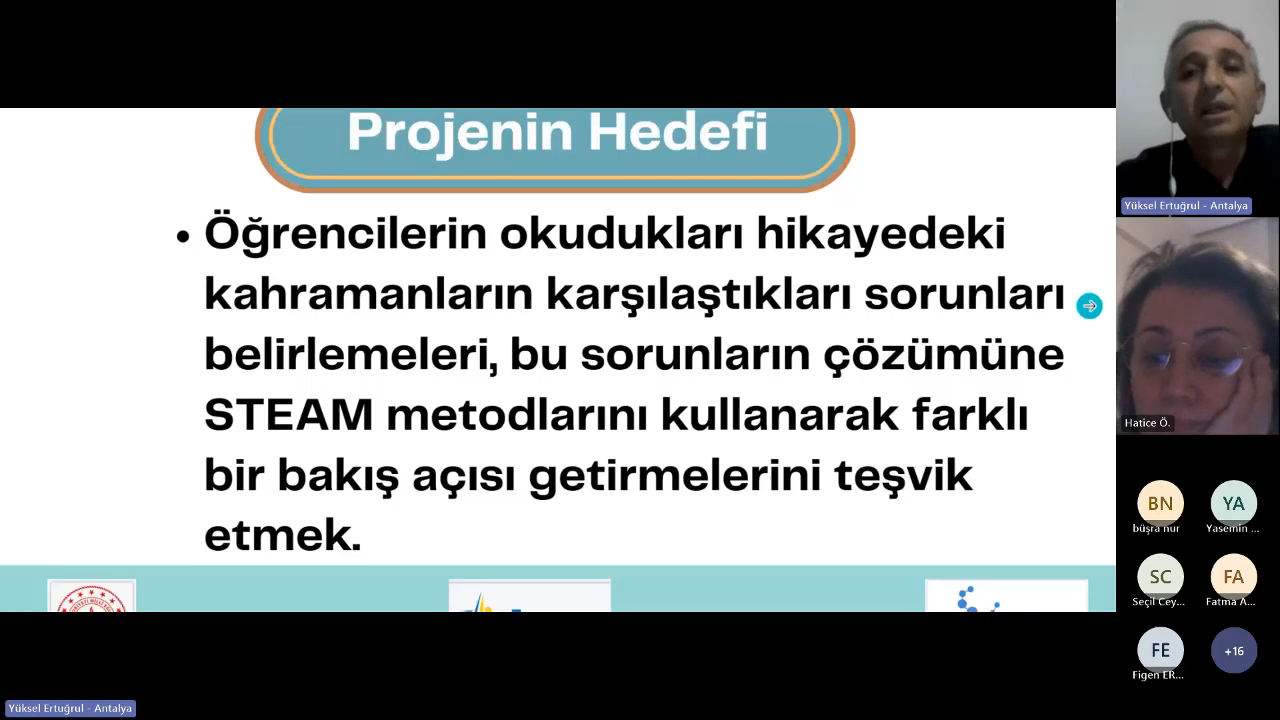 Projenin Hedefi
• Öğrencilerin okudukları hikayedeki
kahramanların karşılaştıkları sorunları
belirlemeleri, bu sorunların çözümüne
STEAM metodlarını kullanarak farklı
bir bakış açısı getirmelerini teşvik
etmek.
Yüksel Ertuğrul - Antalya
Hatice Ö.
BN
YA
büşra nur
Yasemin ...
SC
FA
Seçil Cey...
Fatma A...
FE
+16
Figen ER...
Yüksel Ertuğrul - Antalya